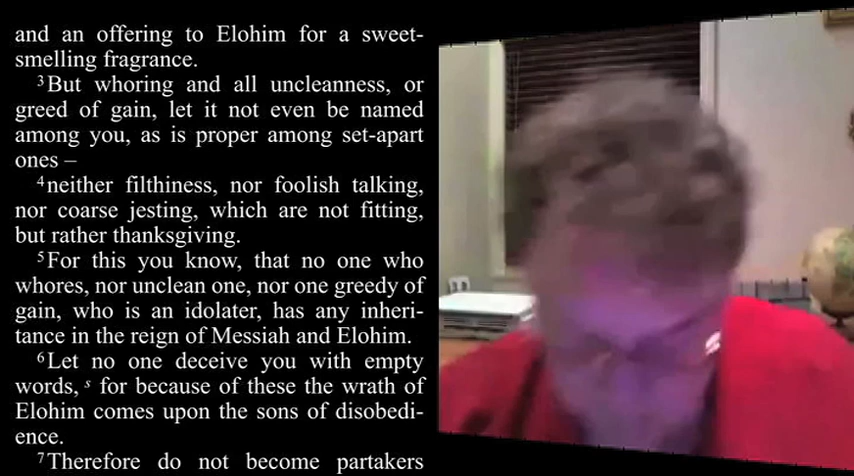 and an offering to Elohim for a sweet-
smelling fragrance.
3But whoring and all uncleanness, or
greed of gain, let it not even be named
among you, as is proper among set-apart
ones –
4neither filthiness, nor foolish talking,
nor coarse jesting, which are not fitting,
but rather thanksgiving.
5For this you know, that no one who
whores, nor unclean one, nor one greedy of
gain, who is an idolater, has any inheri-
tance in the reign of Messiah and Elohim.
6Let no one deceive you with empty
words, s for because of these the wrath of
Elohim comes upon the sons of disobedi-
ence.
7Therefore do not become partakers